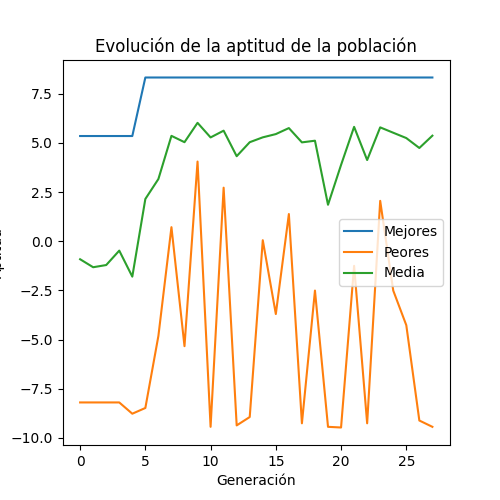 Evolución de la aptitud de la población
7.5
5.0
2.5
0.0
−2.5
−5.0
−7.5
−10.0
Mejores
Peores
Media
0 5 10 15 20 25
Generación